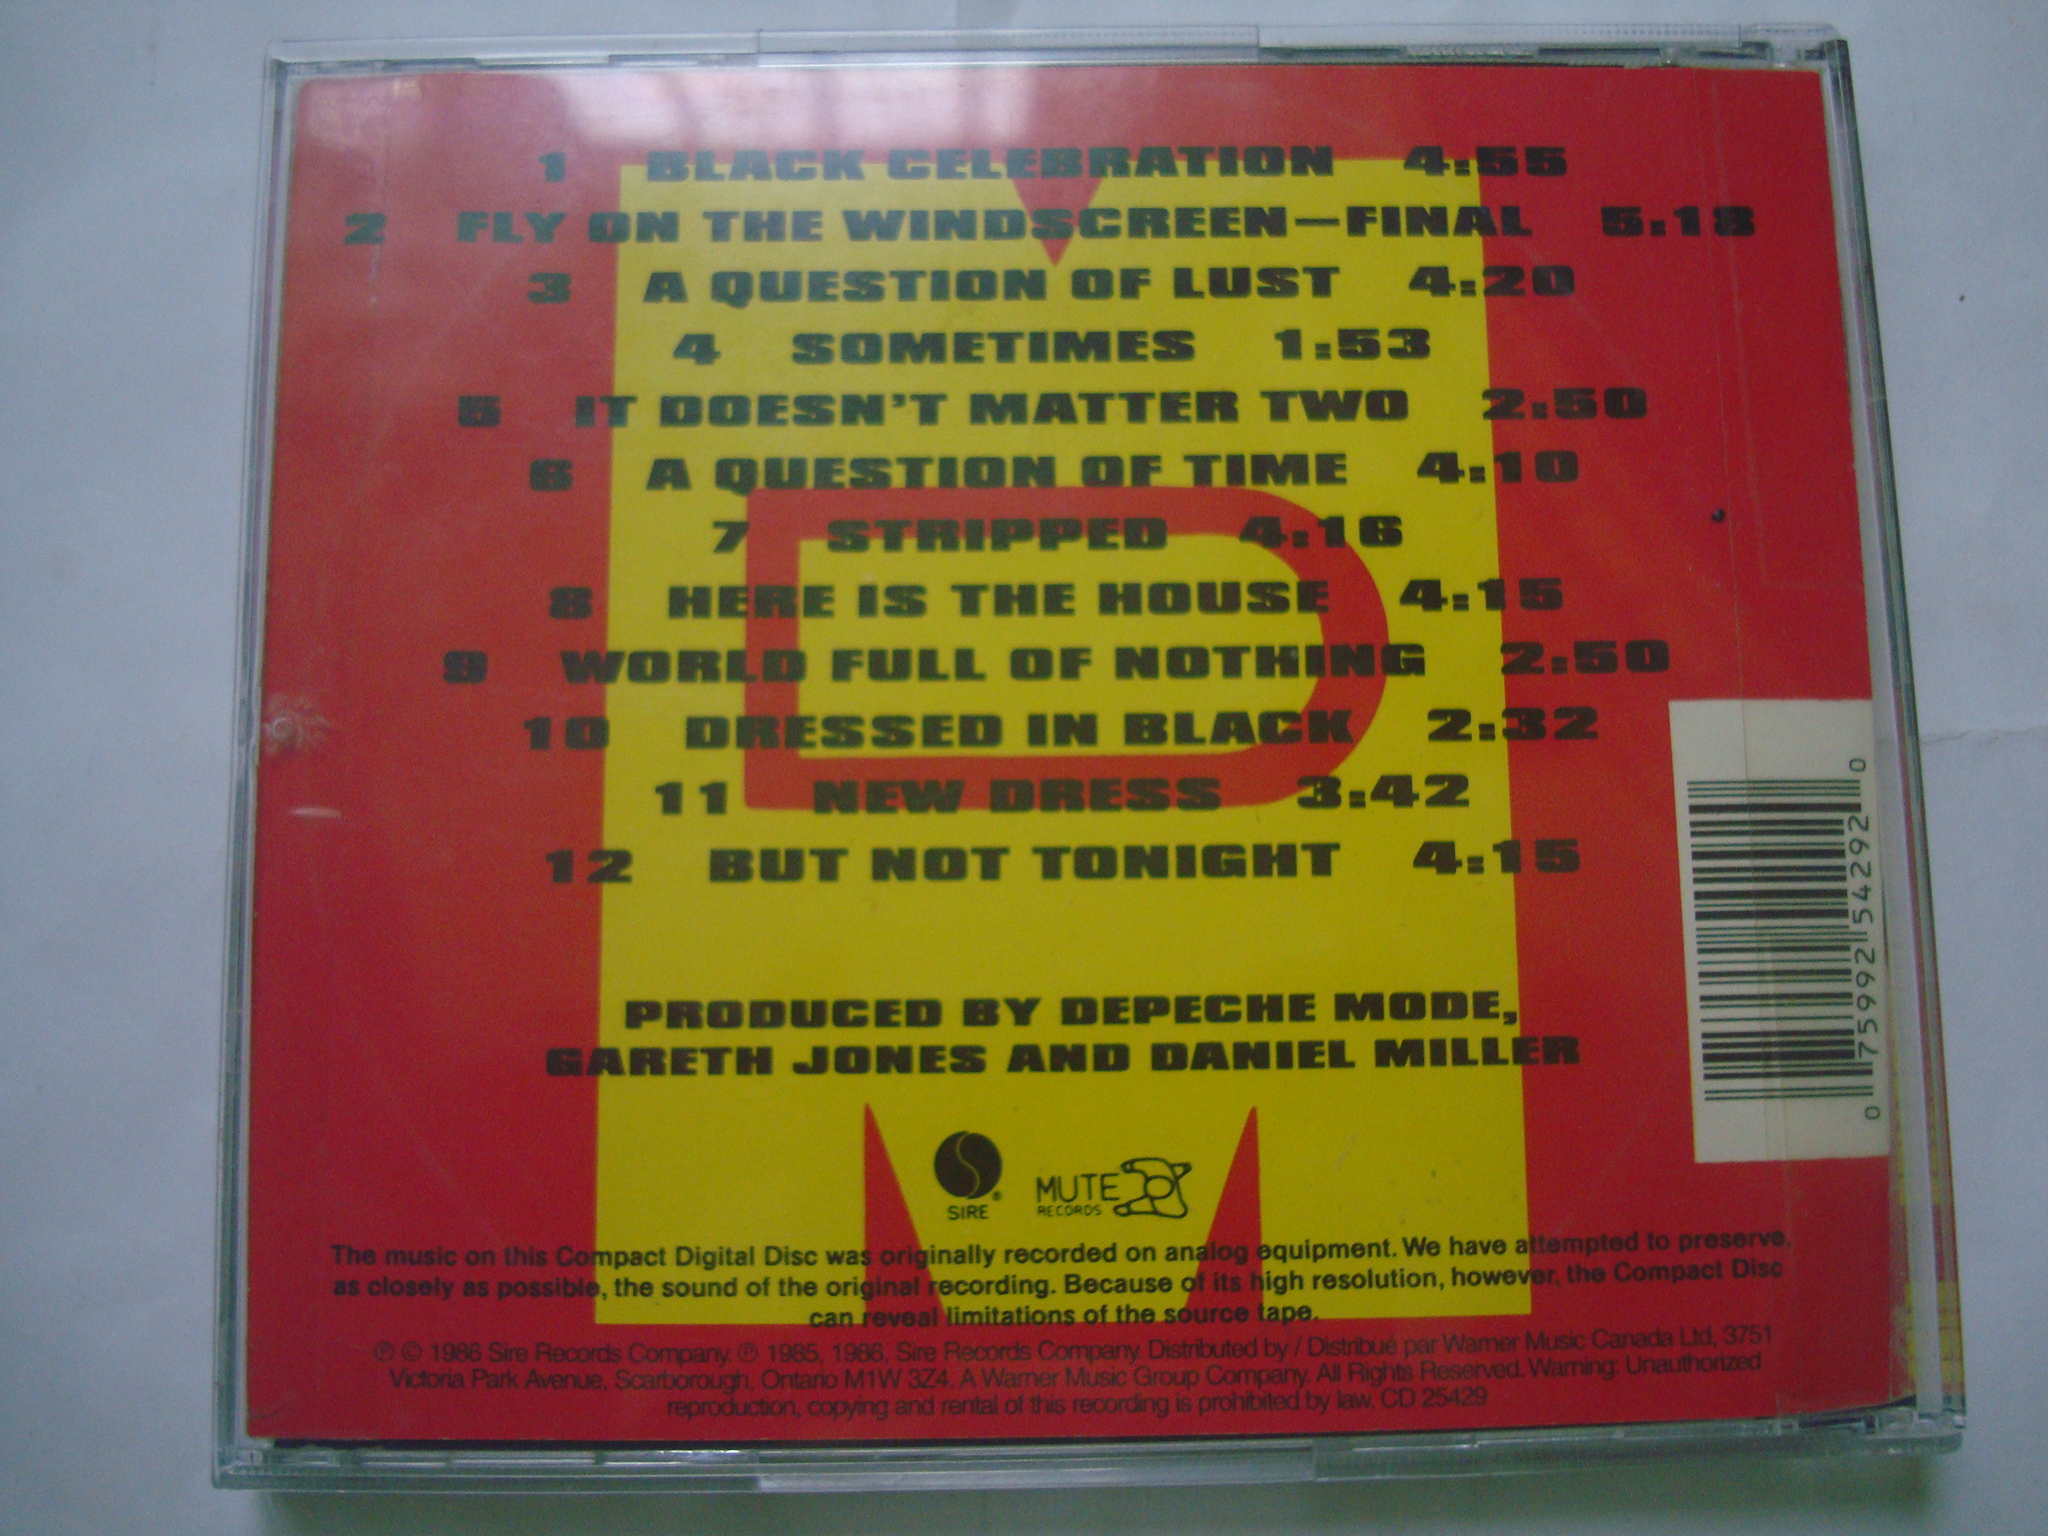 1 BLACK CELEBRATION 4:55
2 FLY ON THE WINDSCREEN—FINAL 5:18
3 A QUESTION OF LUST 4:20
4 SOMETIMES 1:53
5 IT DOESN'T MATTER TWO 2:50
6 A QUESTION OF TIME 4:10
7 STRIPPED 4:16
8 HERE IS THE HOUSE 4:15
9 WORLD FULL OF NOTHING 2:50
10 DRESSED IN BLACK 2:32
11 NEW DRESS 3:42
12 BUT NOT TONIGHT 4:15
PRODUCED BY DEPECHE MODE,
GARETH JONES AND DANIEL MILLER
SIRE®
MUTE
RECORDS
The music on this Compact Digital Disc was originally recorded on analog equipment. We have attempted to preserve,
as closely as possible, the sound of the original recording. Because of its high resolution, however, the Compact Disc
can reveal limitations of the source tape.
℗ © 1986 Sire Records Company. ℗ 1985, 1986, Sire Records Company. Distributed by / Distribué par Warner Music Canada Ltd, 3751
Victoria Park Avenue, Scarborough, Ontario M1W 3Z4. A Warner Music Group Company. All Rights Reserved. Warning: Unauthorized
reproduction, copying and rental of this recording is prohibited by law. CD 25429
0 75992 54292 0
MDM